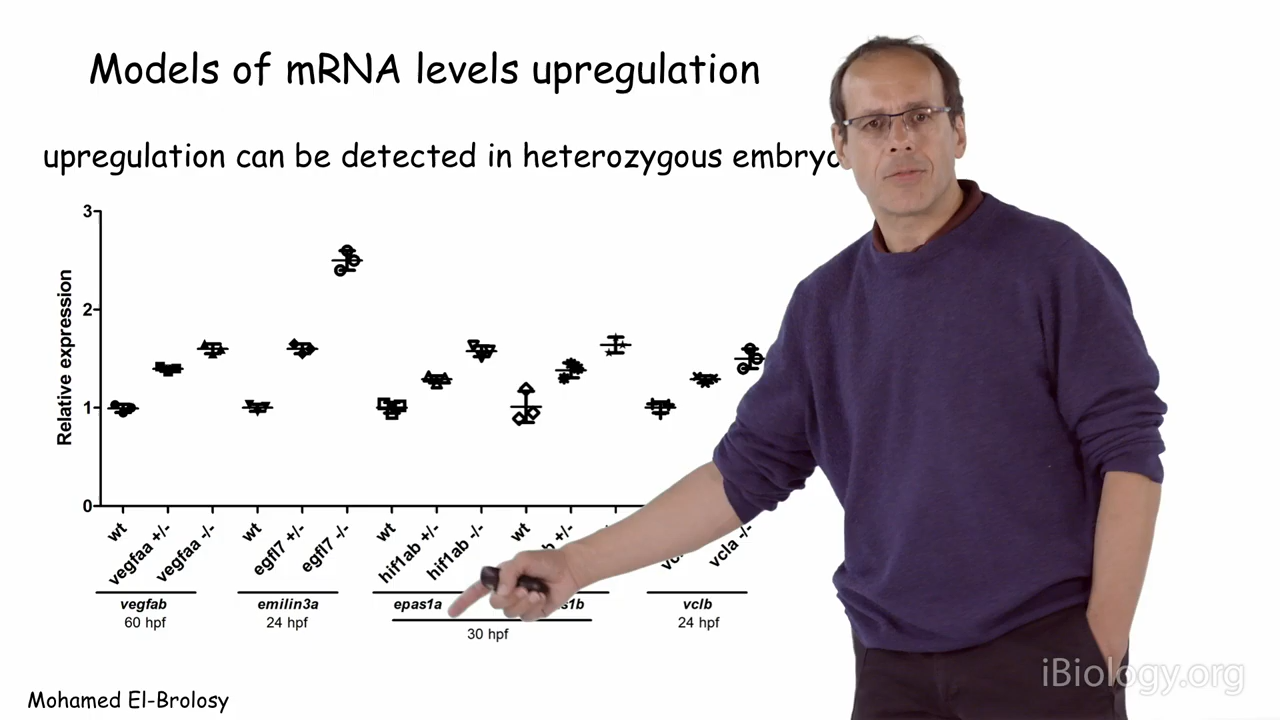 Models of mRNA levels upregulation
upregulation can be detected in heterozygous
Relative expression
3
2
1
0
wt
vegfaa +/-
vegfaa -/-
wt
egfl7 +/-
egfl7 -/-
wt
hif1ab +/-
hif1ab -/-
wt
vcla -/-
vegfab
emilin3a
epas1a
vclb
60 hpf
24 hpf
30 hpf
24 hpf
Mohamed El-Brolosy
iBiology.org